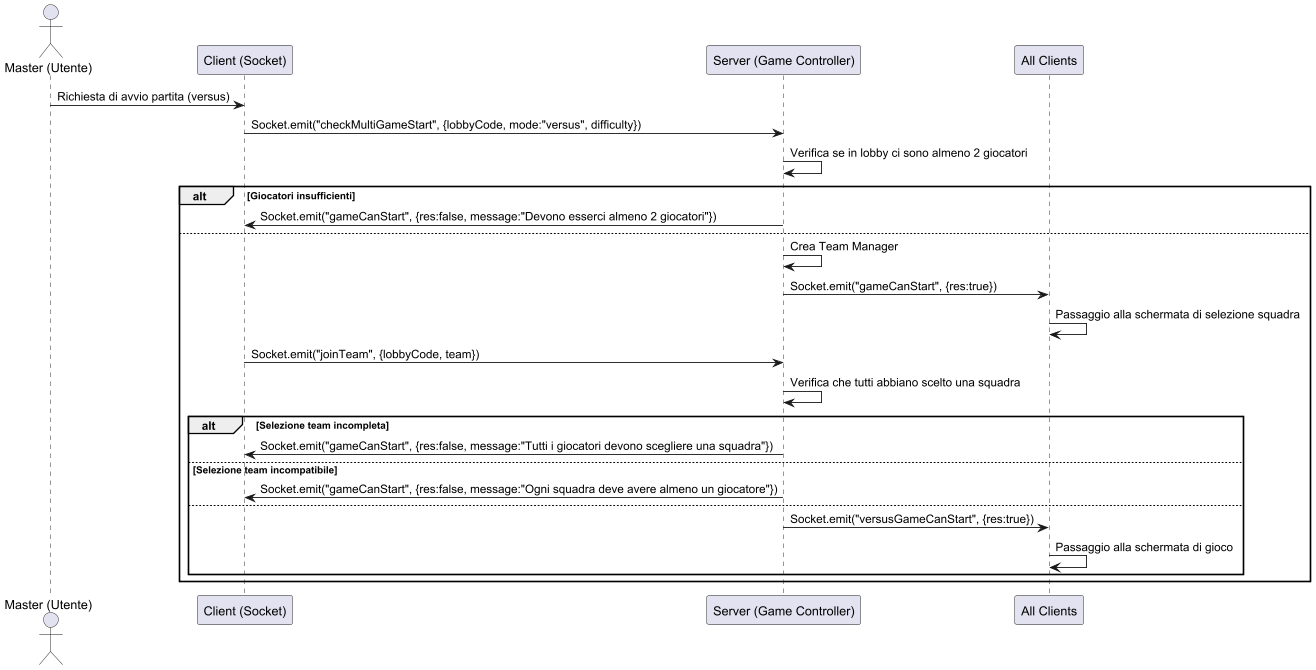 Master (Utente)
Client (Socket)
Server (Game Controller)
All Clients
Richiesta di avvio partita (versus)
Socket.emit("checkMultiGameStart", {lobbyCode, mode:"versus", difficulty})
Verifica se in lobby ci sono almeno 2 giocatori
alt
[Giocatori insufficienti]
Socket.emit("gameCanStart", {res:false, message:"Devono esserci almeno 2 giocatori"})
Crea Team Manager
Socket.emit("gameCanStart", {res:true})
Passaggio alla schermata di selezione squadra
Socket.emit("joinTeam", {lobbyCode, team})
Verifica che tutti abbiano scelto una squadra
alt
[Selezione team incompleta]
Socket.emit("gameCanStart", {res:false, message:"Tutti i giocatori devono scegliere una squadra"})
[Selezione team incompatibile]
Socket.emit("gameCanStart", {res:false, message:"Ogni squadra deve avere almeno un giocatore"})
Socket.emit("versusGameCanStart", {res:true})
Passaggio alla schermata di gioco
Master (Utente)
Client (Socket)
Server (Game Controller)
All Clients